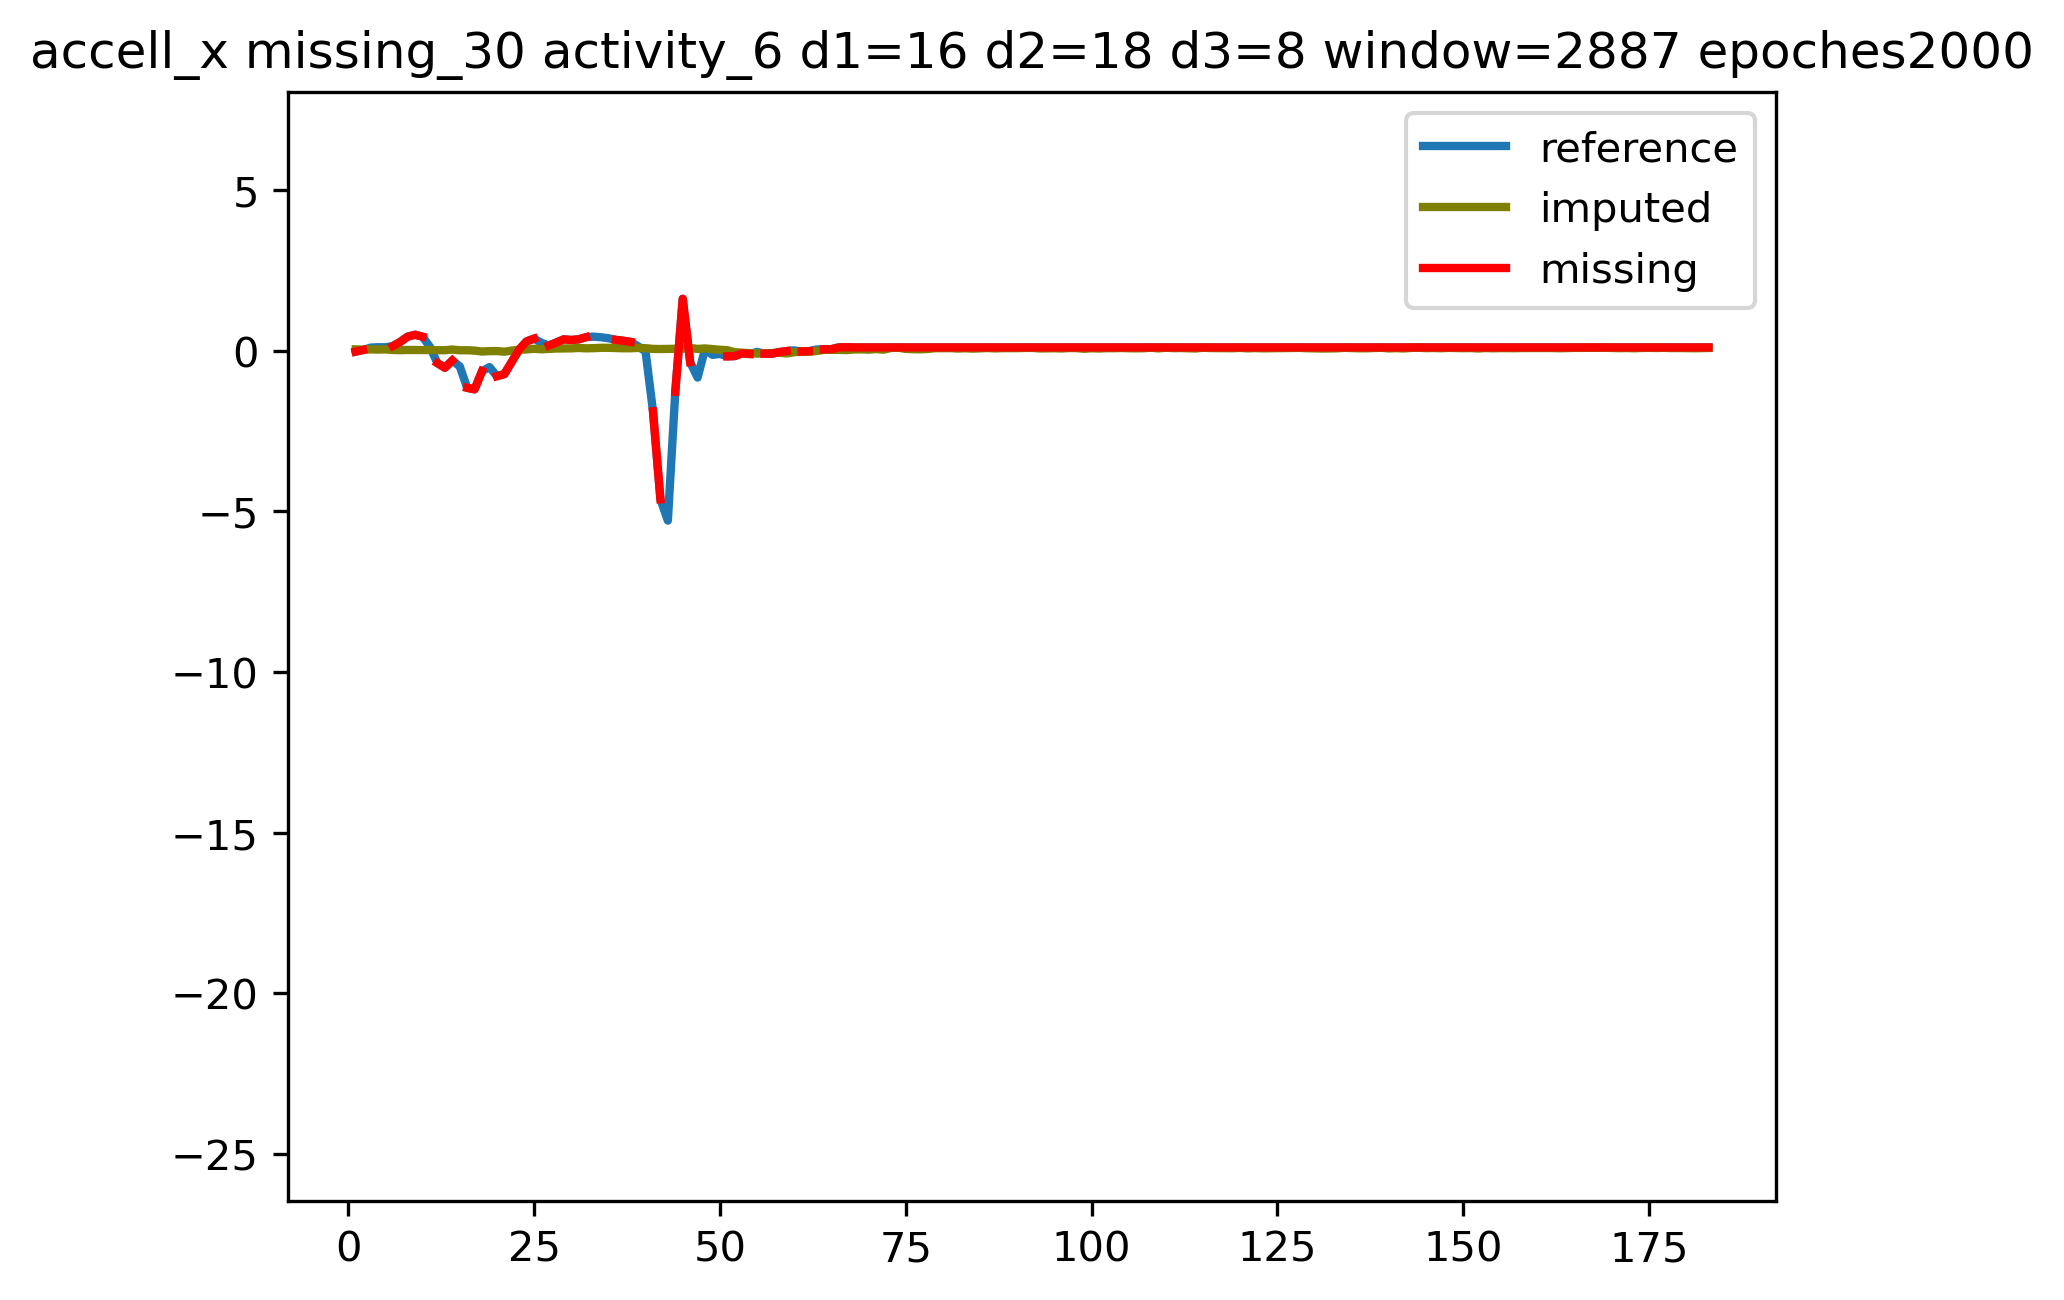 accell_x missing_30 activity_6 d1=16 d2=18 d3=8 window=2887 epoches2000
reference
imputed
missing
5
0
−5
−10
−15
−20
−25
0 25 50 75 100 125 150 175